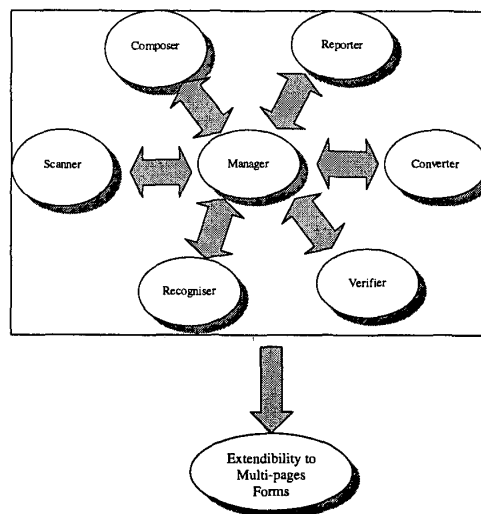 Composer
Reporter
Scanner
Manager
Converter
Recogniser
Verifier
Extendibility to
Multi-pages
Forms